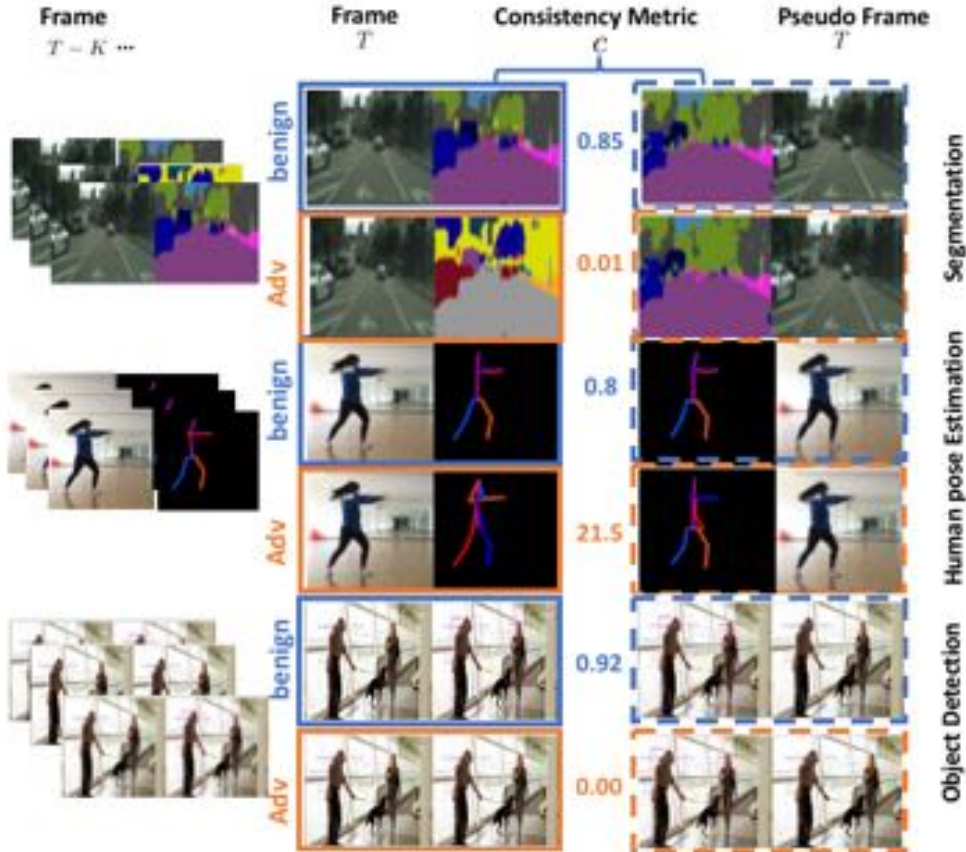 Frame
T − K ...
Frame
T
Consistency Metric
C
Pseudo Frame
T
benign
0.85
Adv
0.01
Segmentation
benign
0.8
Adv
21.5
Human pose Estimation
benign
0.92
Adv
0.00
Object Detection